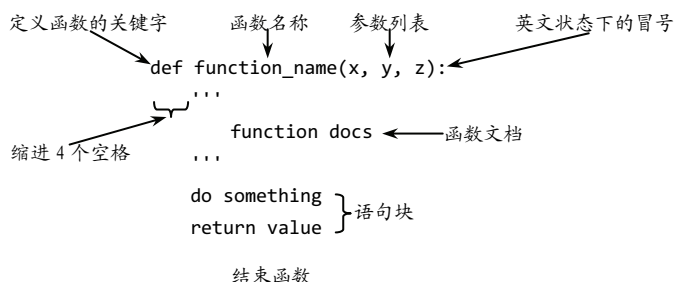 定义函数的关键字 函数名称 参数列表 英文状态下的冒号
def function_name(x, y, z):
'''
function docs 函数文档
缩进 4 个空格
'''
do something
语句块
return value
结束函数